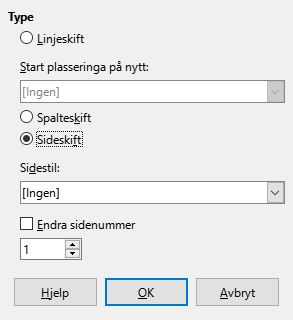 Type
Linjeskift
Start plasseringa på nytt:
[Ingen]
Spalteskift
Sideskift
Sidestil:
[Ingen]
Endra sidenummer
1
Hjelp OK Avbryt